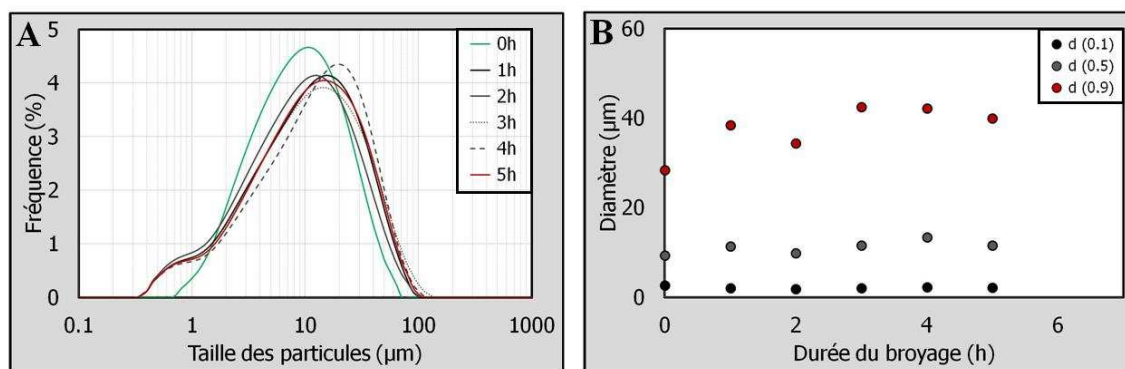 A
Fréquence (%)
5
4
3
2
1
0
0.1 1 10 100 1000
Taille des particules (µm)
0h
1h
2h
3h
4h
5h
B
Diamètre (µm)
60
40
20
0
0 2 4 6
Durée du broyage (h)
d (0.1)
d (0.5)
d (0.9)